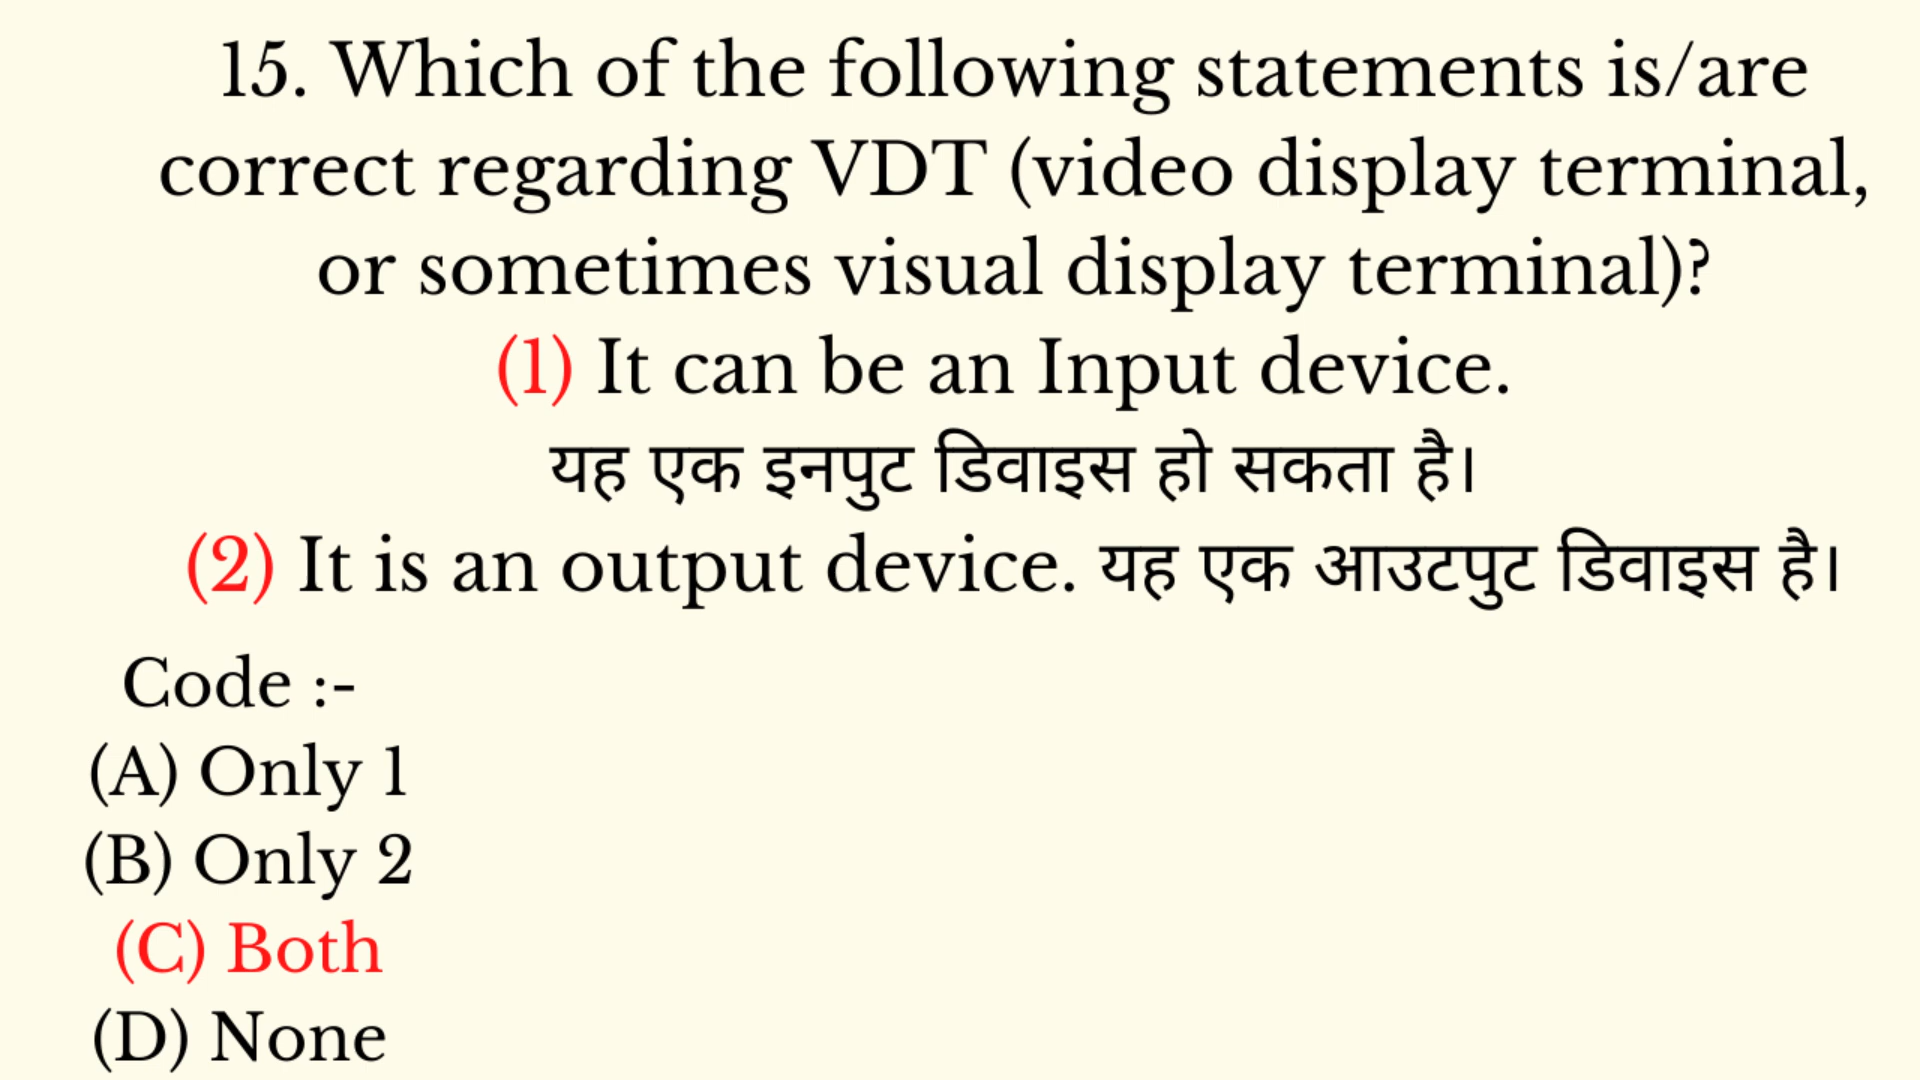 15. Which of the following statements is/are
correct regarding VDT (video display terminal,
or sometimes visual display terminal)?
(1) It can be an Input device.
यह एक इनपुट डिवाइस हो सकता है।
(2) It is an output device. यह एक आउटपुट डिवाइस है।
Code :-
(A) Only 1
(B) Only 2
(C) Both
(D) None